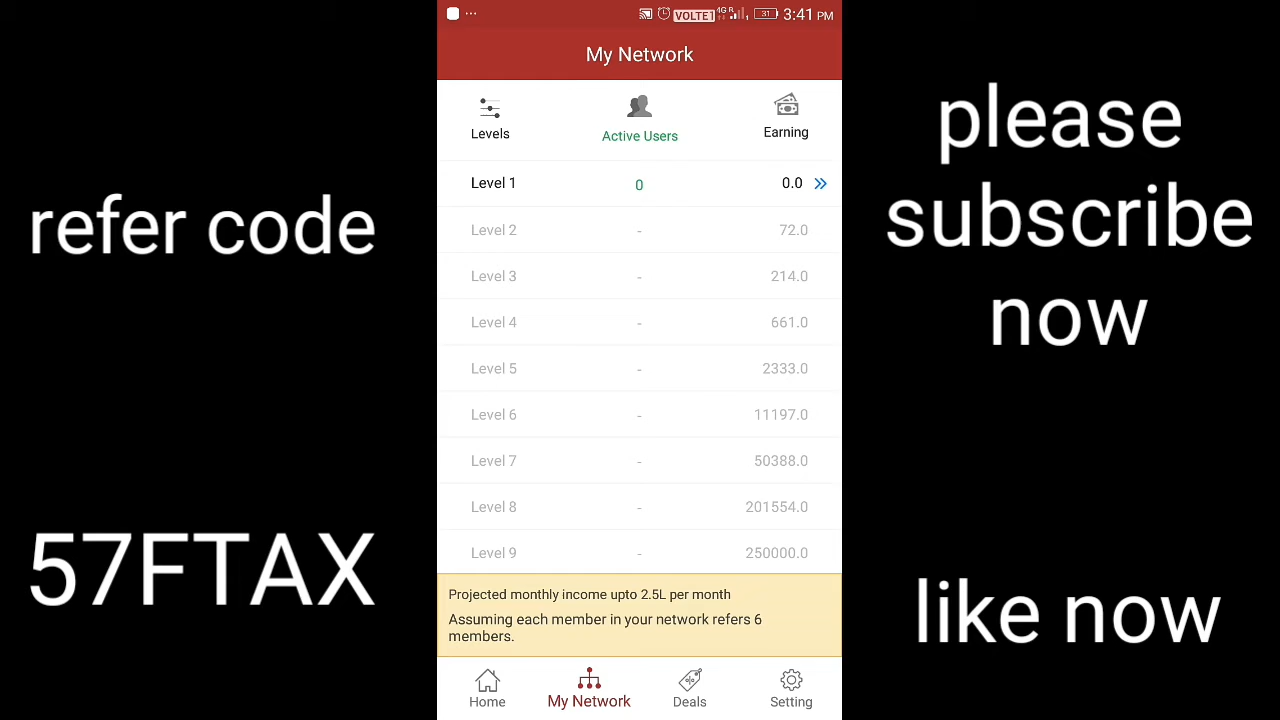 refer code
57FTAX
... VOLTE1 4G R 1 31 3:41 PM
My Network
Levels Active Users Earning
Level 1 0 0.0 »
Level 2 - 72.0
Level 3 - 214.0
Level 4 - 661.0
Level 5 - 2333.0
Level 6 - 11197.0
Level 7 - 50388.0
Level 8 - 201554.0
Level 9 - 250000.0
Projected monthly income upto 2.5L per month
Assuming each member in your network refers 6
members.
Home My Network Deals Setting
please
subscribe
now
like now